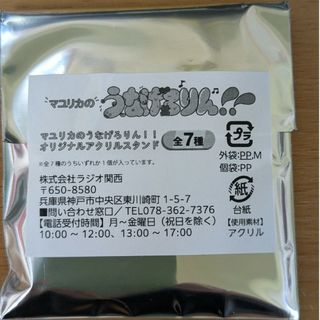 マユリカの
うなげろりん!!
マユリカのうなげろりん!!
オリジナルアクリルスタンド
全7種
※全7種のうちいずれか1個が入っています。
プラ
外袋:PP,M
個袋:PP
株式会社ラジオ関西
〒650-8580
兵庫県神戸市中央区東川崎町1-5-7
■問い合わせ窓口/TEL078-362-7376
【電話受付時間】月~金曜日(祝日を除く)
10:00~12:00、13:00~17:00
紙
台紙
【使用素材】
アクリル